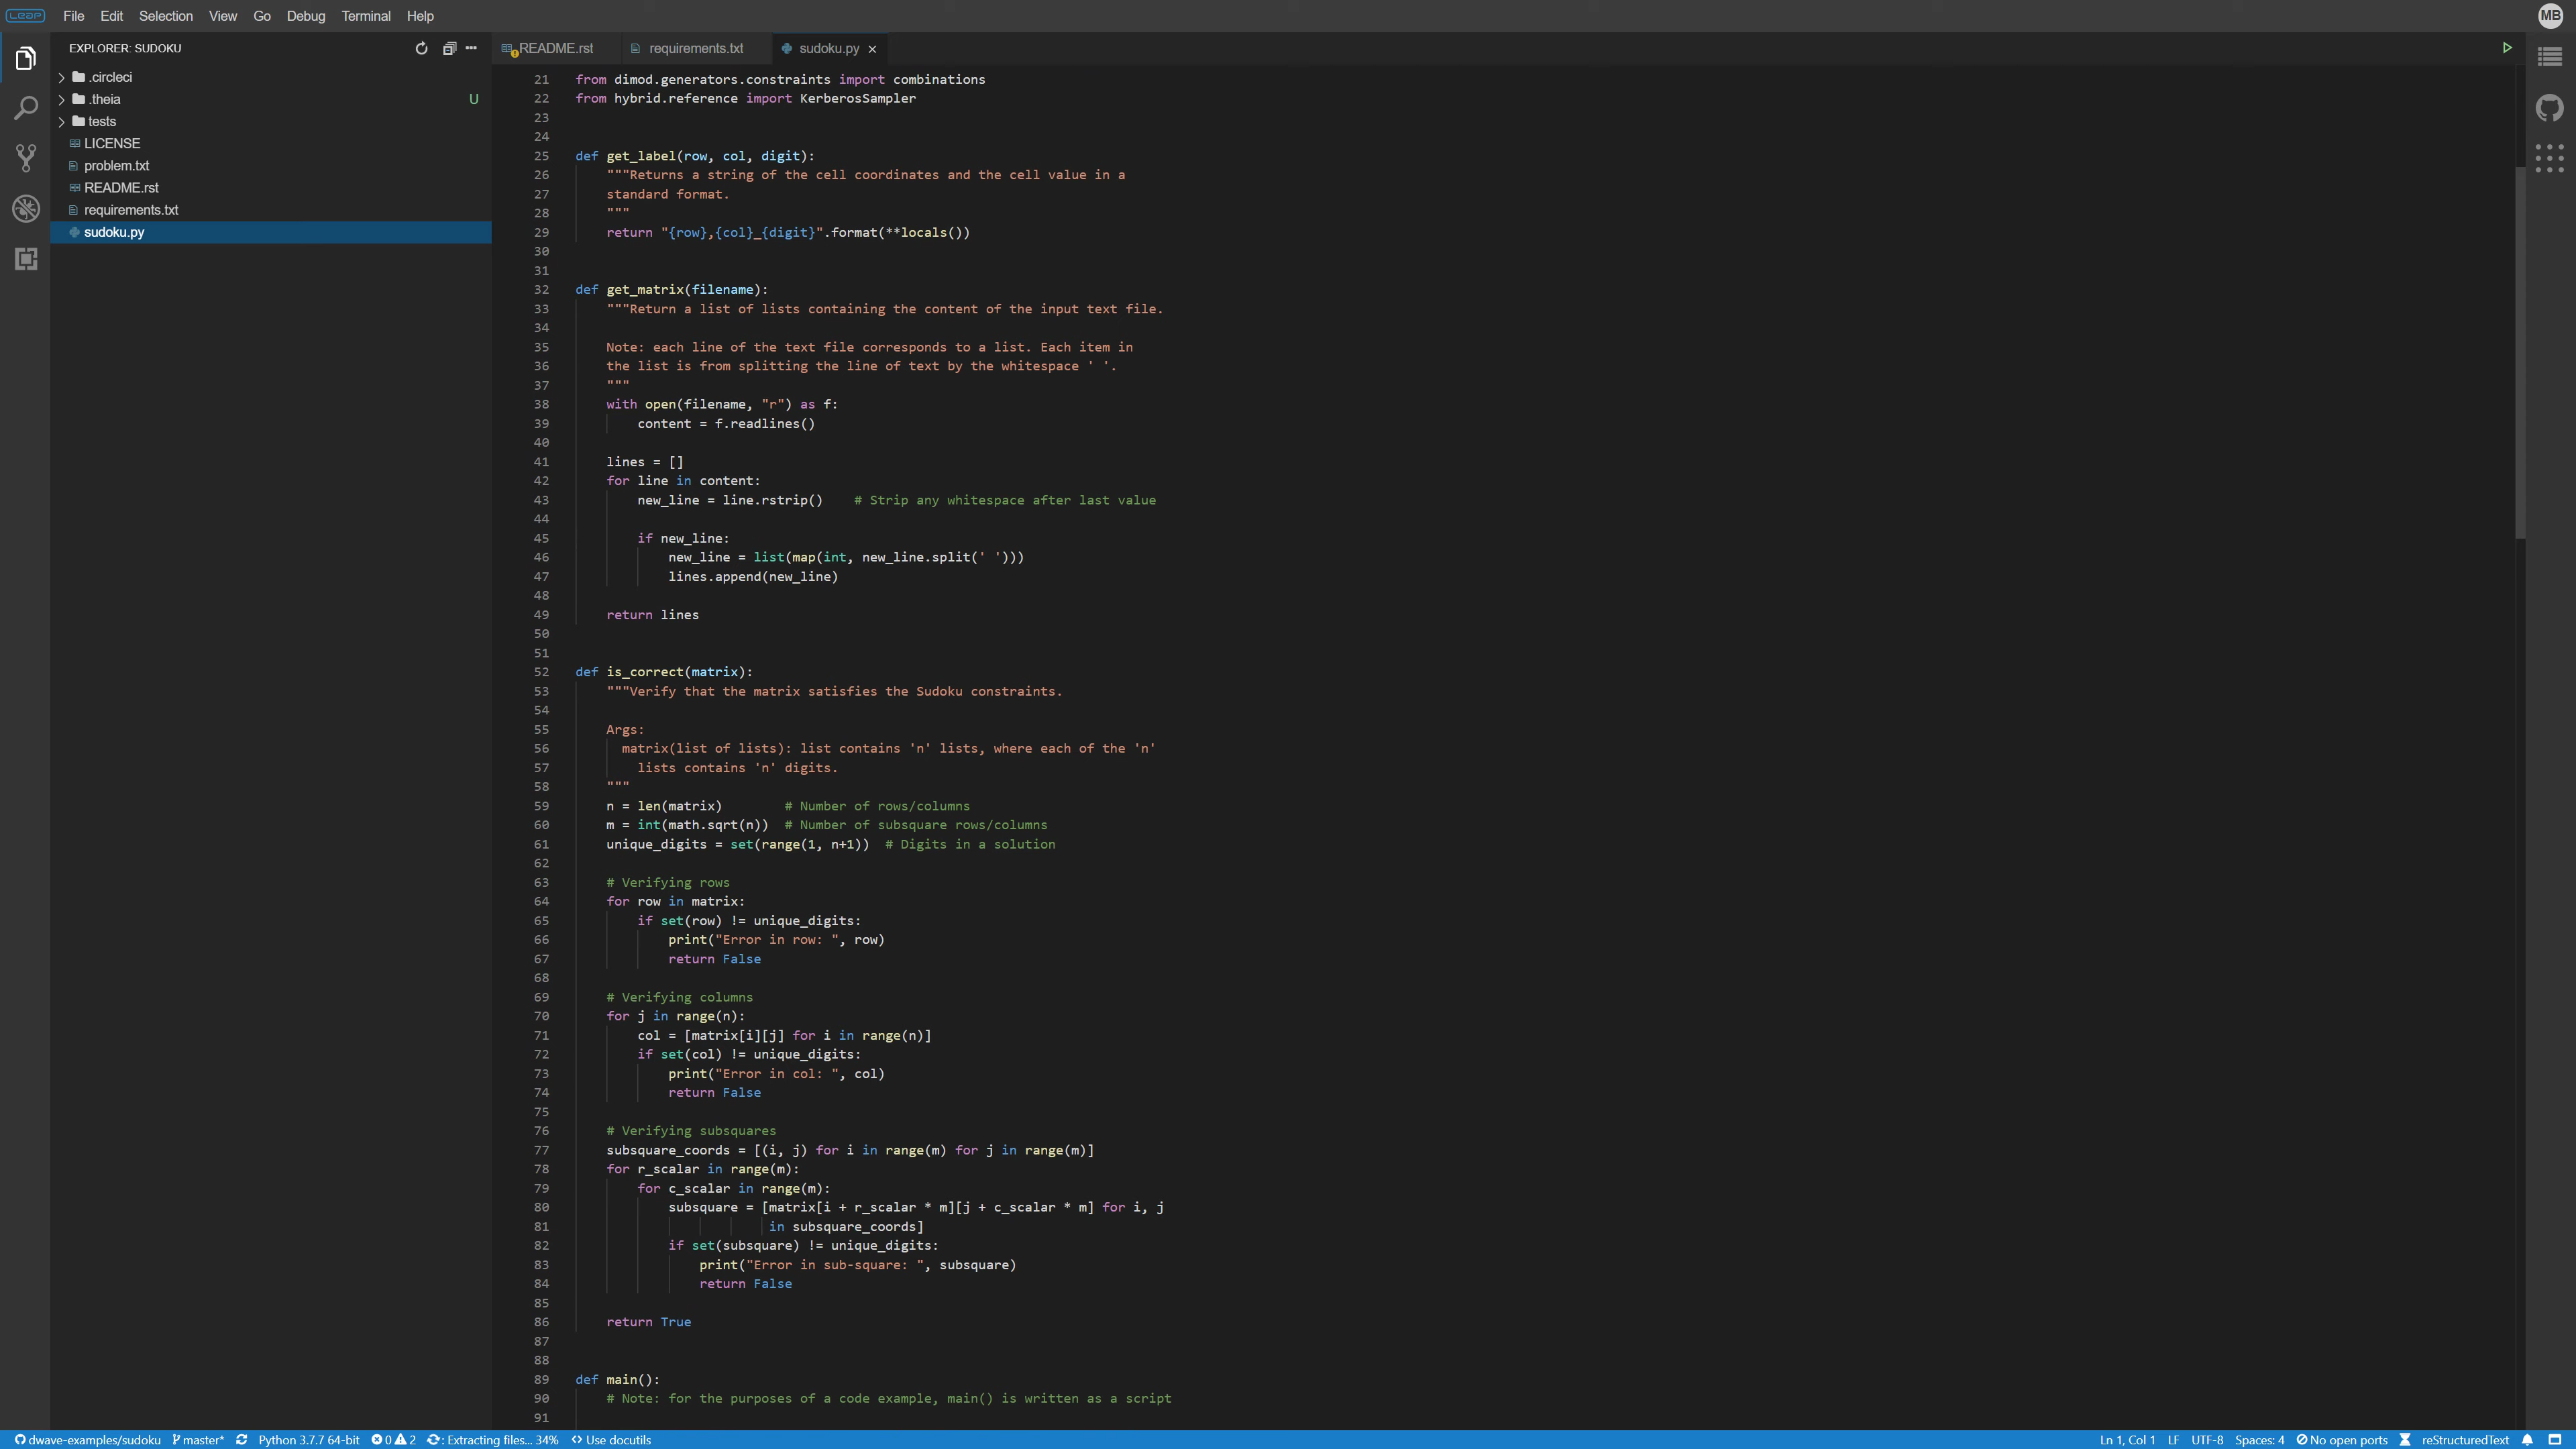 Leap File Edit Selection View Go Debug Terminal Help MB
EXPLORER: SUDOKU
.circleci
.theia U
tests
LICENSE
problem.txt
README.rst
requirements.txt
sudoku.py
README.rst requirements.txt sudoku.py
21 from dimod.generators.constraints import combinations
22 from hybrid.reference import KerberosSampler
23
24
25 def get_label(row, col, digit):
26     """Returns a string of the cell coordinates and the cell value in a
27     standard format.
28     """
29     return "{row},{col}_{digit}".format(**locals())
30
31
32 def get_matrix(filename):
33     """Return a list of lists containing the content of the input text file.
34
35     Note: each line of the text file corresponds to a list. Each item in
36     the list is from splitting the line of text by the whitespace ' '.
37     """
38     with open(filename, "r") as f:
39         content = f.readlines()
40
41     lines = []
42     for line in content:
43         new_line = line.rstrip()    # Strip any whitespace after last value
44
45         if new_line:
46             new_line = list(map(int, new_line.split(' ')))
47             lines.append(new_line)
48
49     return lines
50
51
52 def is_correct(matrix):
53     """Verify that the matrix satisfies the Sudoku constraints.
54
55     Args:
56       matrix(list of lists): list contains 'n' lists, where each of the 'n'
57         lists contains 'n' digits.
58     """
59     n = len(matrix)        # Number of rows/columns
60     m = int(math.sqrt(n))  # Number of subsquare rows/columns
61     unique_digits = set(range(1, n+1))  # Digits in a solution
62
63     # Verifying rows
64     for row in matrix:
65         if set(row) != unique_digits:
66             print("Error in row: ", row)
67             return False
68
69     # Verifying columns
70     for j in range(n):
71         col = [matrix[i][j] for i in range(n)]
72         if set(col) != unique_digits:
73             print("Error in col: ", col)
74             return False
75
76     # Verifying subsquares
77     subsquare_coords = [(i, j) for i in range(m) for j in range(m)]
78     for r_scalar in range(m):
79         for c_scalar in range(m):
80             subsquare = [matrix[i + r_scalar * m][j + c_scalar * m] for i, j
81                          in subsquare_coords]
82             if set(subsquare) != unique_digits:
83                 print("Error in sub-square: ", subsquare)
84                 return False
85
86     return True
87
88
89 def main():
90     # Note: for the purposes of a code example, main() is written as a script
91
dwave-examples/sudoku master* Python 3.7.7 64-bit 0 2 : Extracting files... 34% Use docutils Ln 1, Col 1 LF UTF-8 Spaces: 4 No open ports reStructuredText